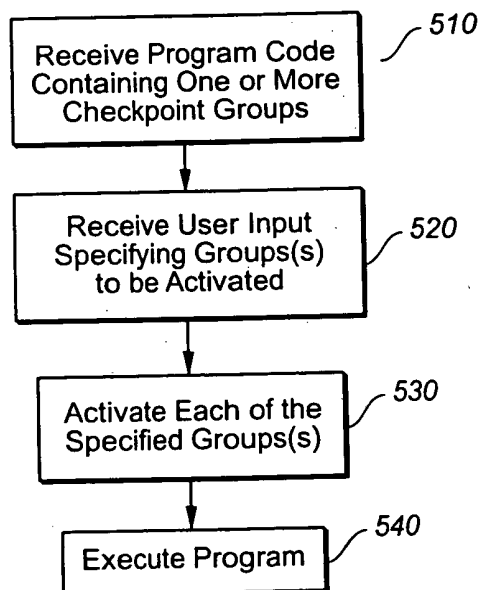 Receive Program Code
Containing One or More
Checkpoint Groups
510
Receive User Input
Specifying Groups(s)
to be Activated
520
Activate Each of the
Specified Groups(s)
530
Execute Program
540